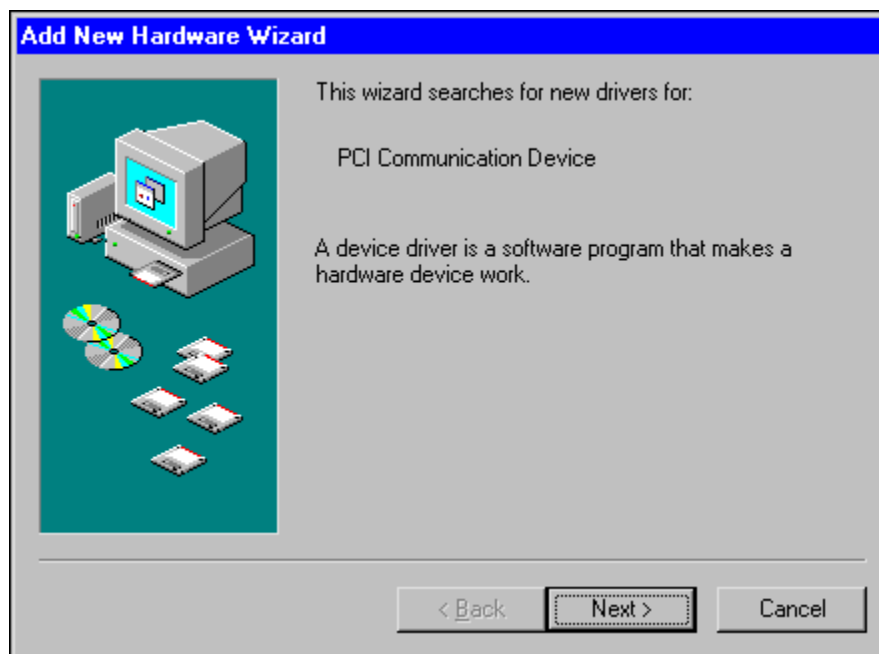 Add New Hardware Wizard
This wizard searches for new drivers for:
PCI Communication Device
A device driver is a software program that makes a
hardware device work.
< Back
Next >
Cancel